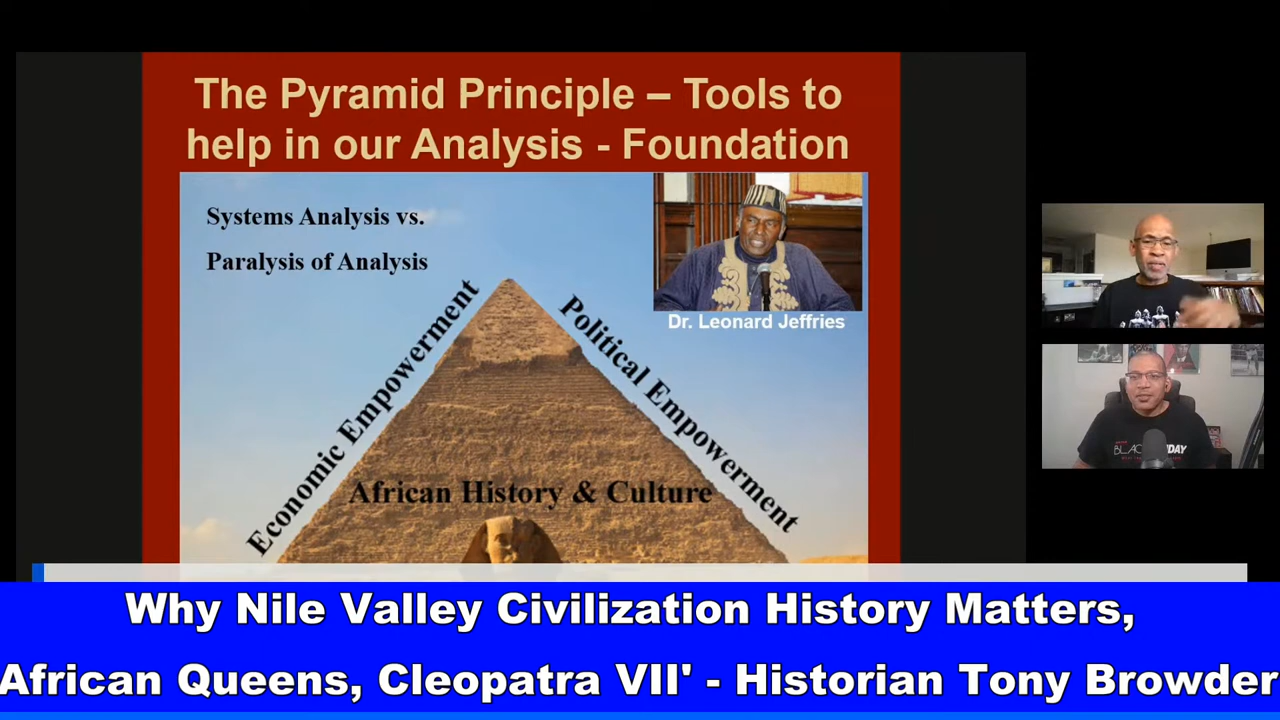 The Pyramid Principle – Tools to
help in our Analysis - Foundation
Systems Analysis vs.
Paralysis of Analysis
Dr. Leonard Jeffries
Economic Empowerment
Political Empowerment
African History & Culture
Why Nile Valley Civilization History Matters,
African Queens, Cleopatra VII' - Historian Tony Browder